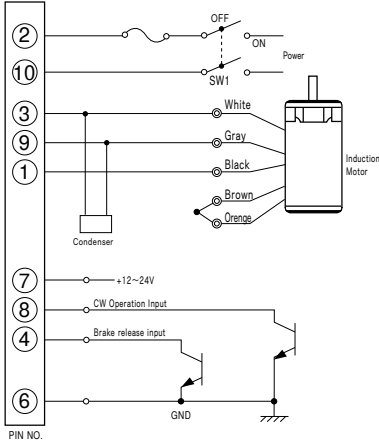 OFF
2
ON
Power
10
SW1
3
White
9
Gray
1
Black
Induction
Motor
Brown
Orenge
Condenser
7
+12~24V
8
CW Operation Input
4
Brake release input
6
GND
PIN NO.